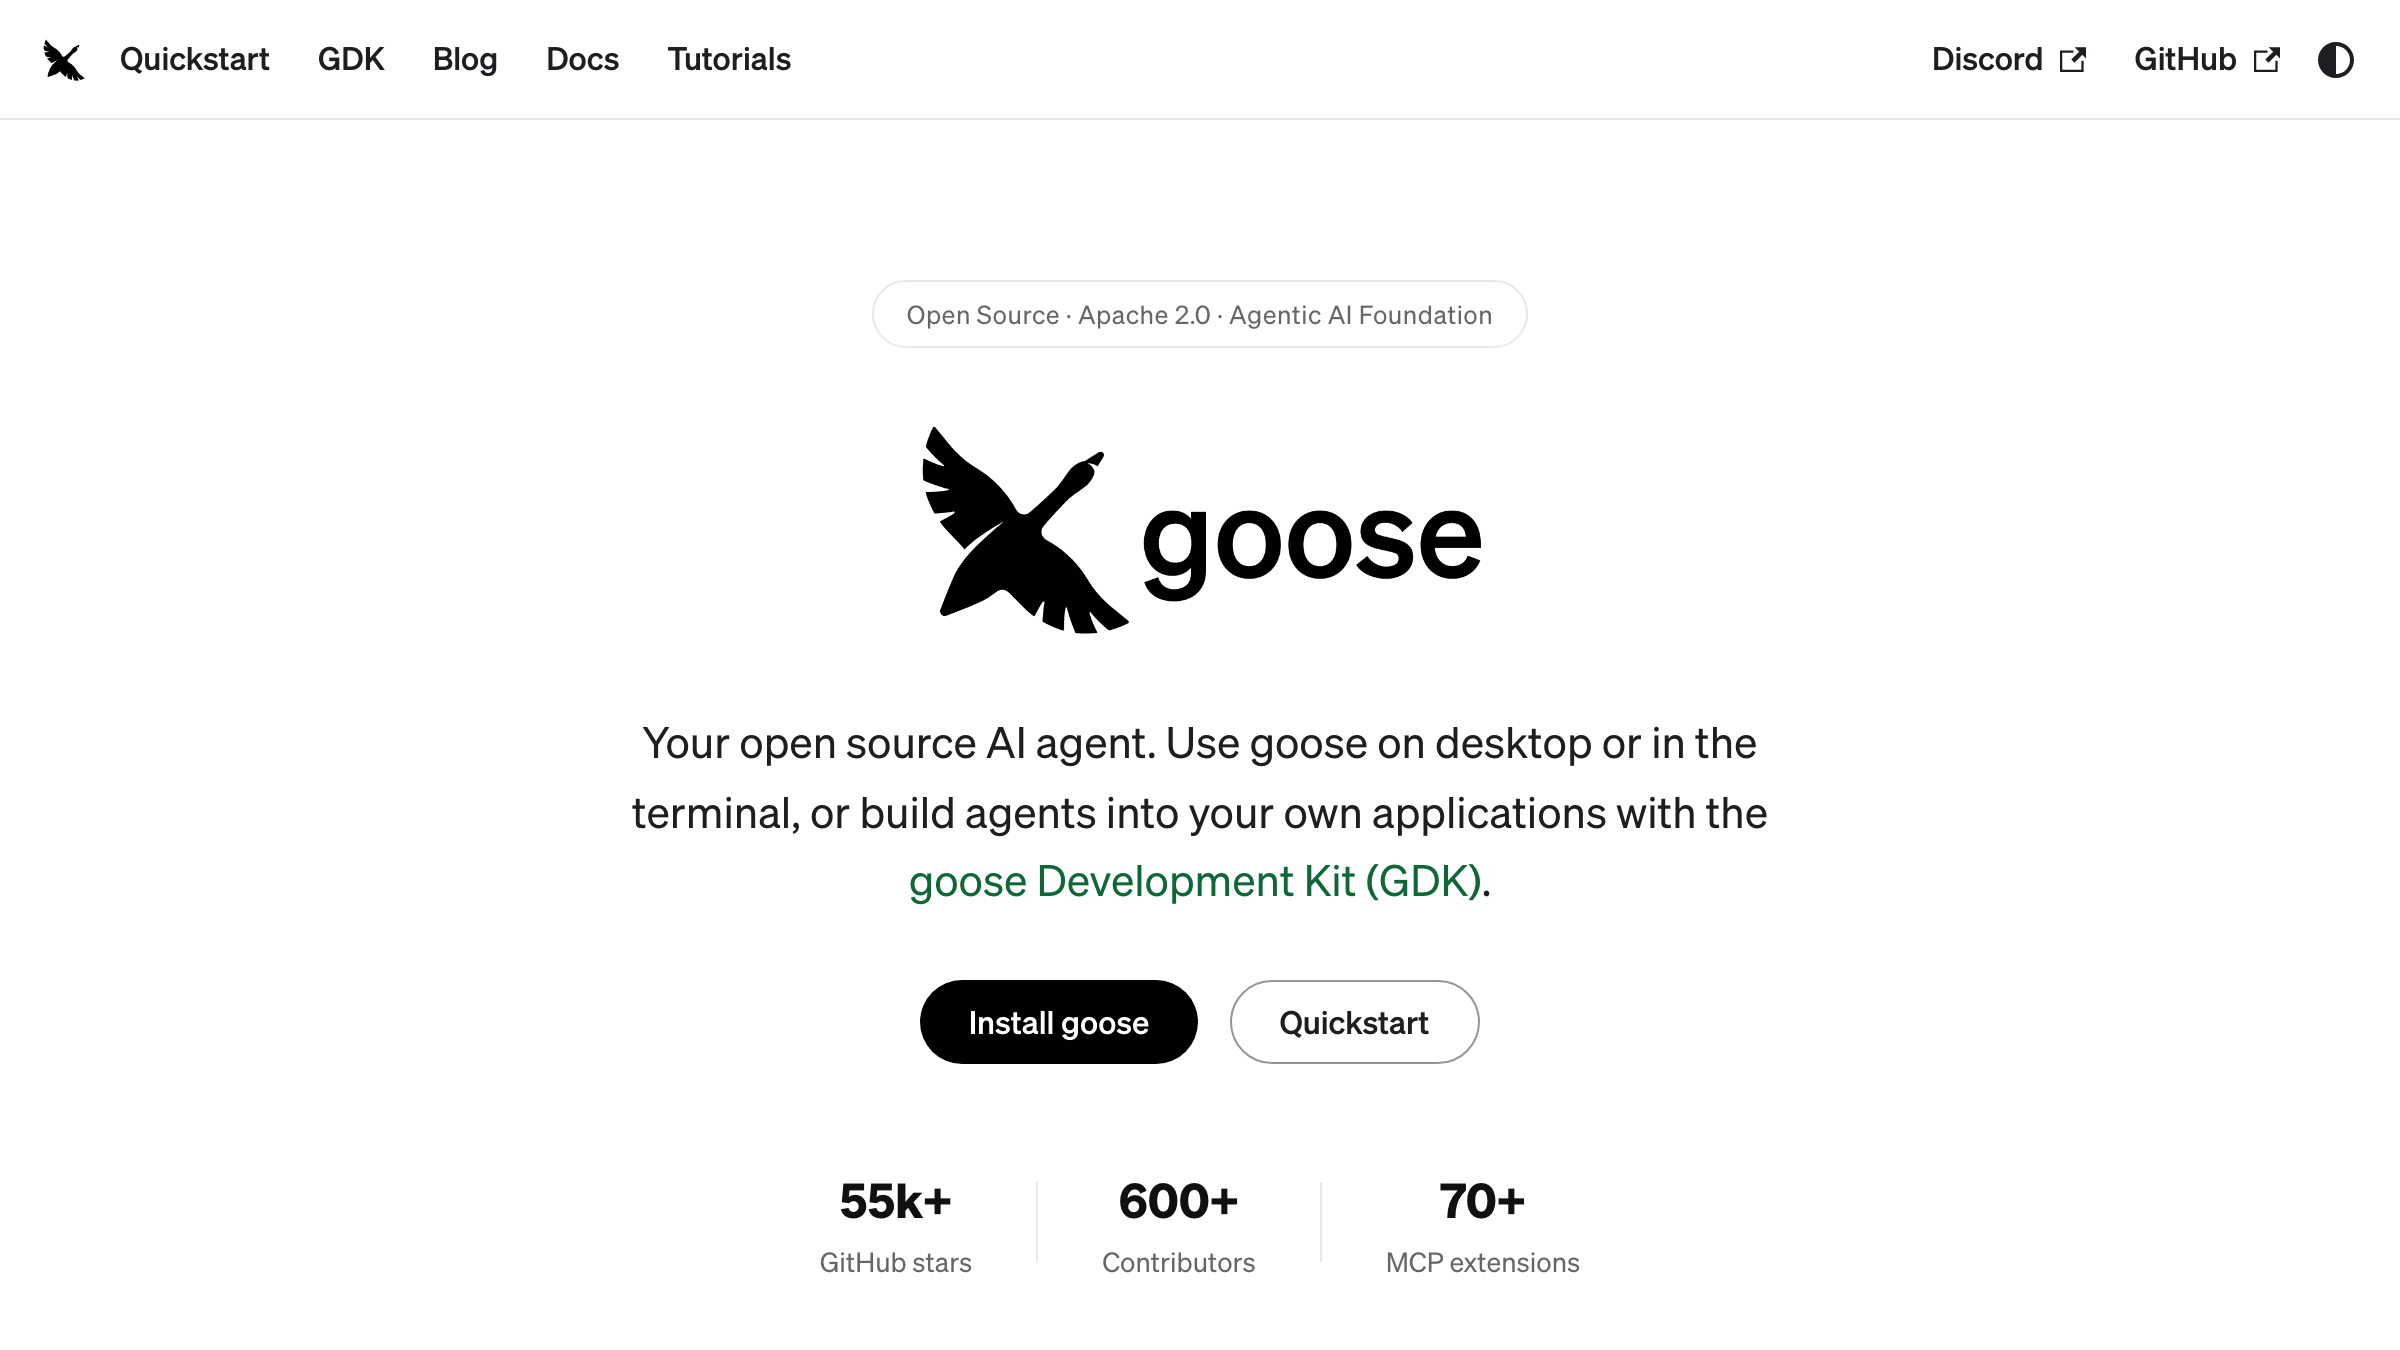 Quickstart GDK Blog Docs Tutorials Discord GitHub
Open Source · Apache 2.0 · Agentic AI Foundation
goose
Your open source AI agent. Use goose on desktop or in the
terminal, or build agents into your own applications with the
goose Development Kit (GDK).
Install goose Quickstart
55k+ 600+ 70+
GitHub stars Contributors MCP extensions